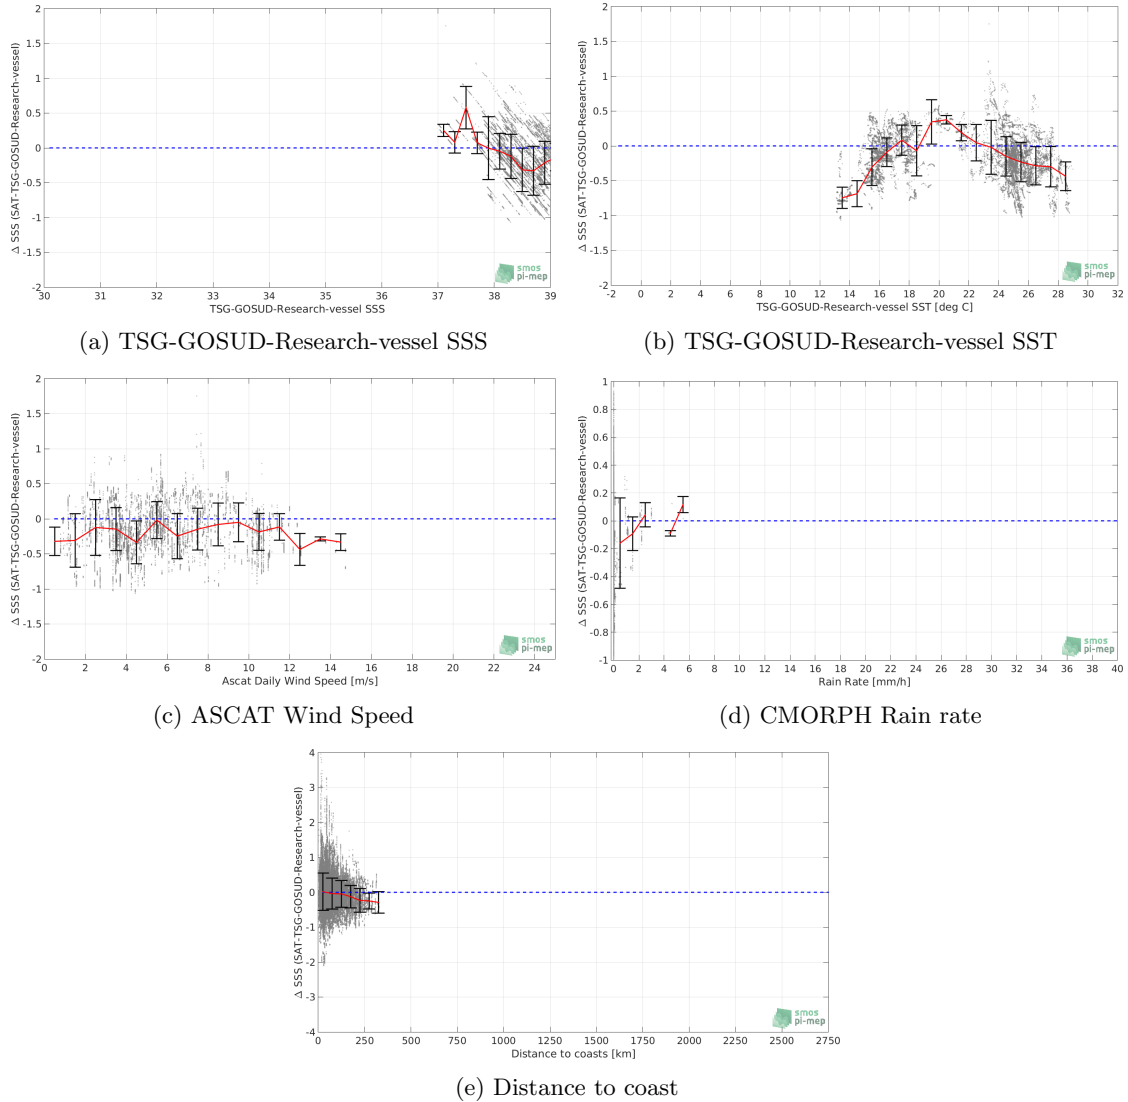 2
1.5
1
0.5
0
-0.5
-1
-1.5
-2
Δ SSS (SAT-TSG-GOSUD-Research-vessel)
30 31 32 33 34 35 36 37 38 39
TSG-GOSUD-Research-vessel SSS
smos
pi-mep
(a) TSG-GOSUD-Research-vessel SSS
2
1.5
1
0.5
0
-0.5
-1
-1.5
-2
Δ SSS (SAT-TSG-GOSUD-Research-vessel)
-2 0 2 4 6 8 10 12 14 16 18 20 22 24 26 28 30 32
TSG-GOSUD-Research-vessel SST [deg C]
smos
pi-mep
(b) TSG-GOSUD-Research-vessel SST
2
1.5
1
0.5
0
-0.5
-1
-1.5
-2
Δ SSS (SAT-TSG-GOSUD-Research-vessel)
0 2 4 6 8 10 12 14 16 18 20 22 24
Ascat Daily Wind Speed [m/s]
smos
pi-mep
(c) ASCAT Wind Speed
1
0.8
0.6
0.4
0.2
0
-0.2
-0.4
-0.6
-0.8
-1
Δ SSS (SAT-TSG-GOSUD-Research-vessel)
0 2 4 6 8 10 12 14 16 18 20 22 24 26 28 30 32 34 36 38 40
Rain Rate [mm/h]
smos
pi-mep
(d) CMORPH Rain rate
4
3
2
1
0
-1
-2
-3
-4
Δ SSS (SAT-TSG-GOSUD-Research-vessel)
0 250 500 750 1000 1250 1500 1750 2000 2250 2500 2750
Distance to coasts [km]
smos
pi-mep
(e) Distance to coast